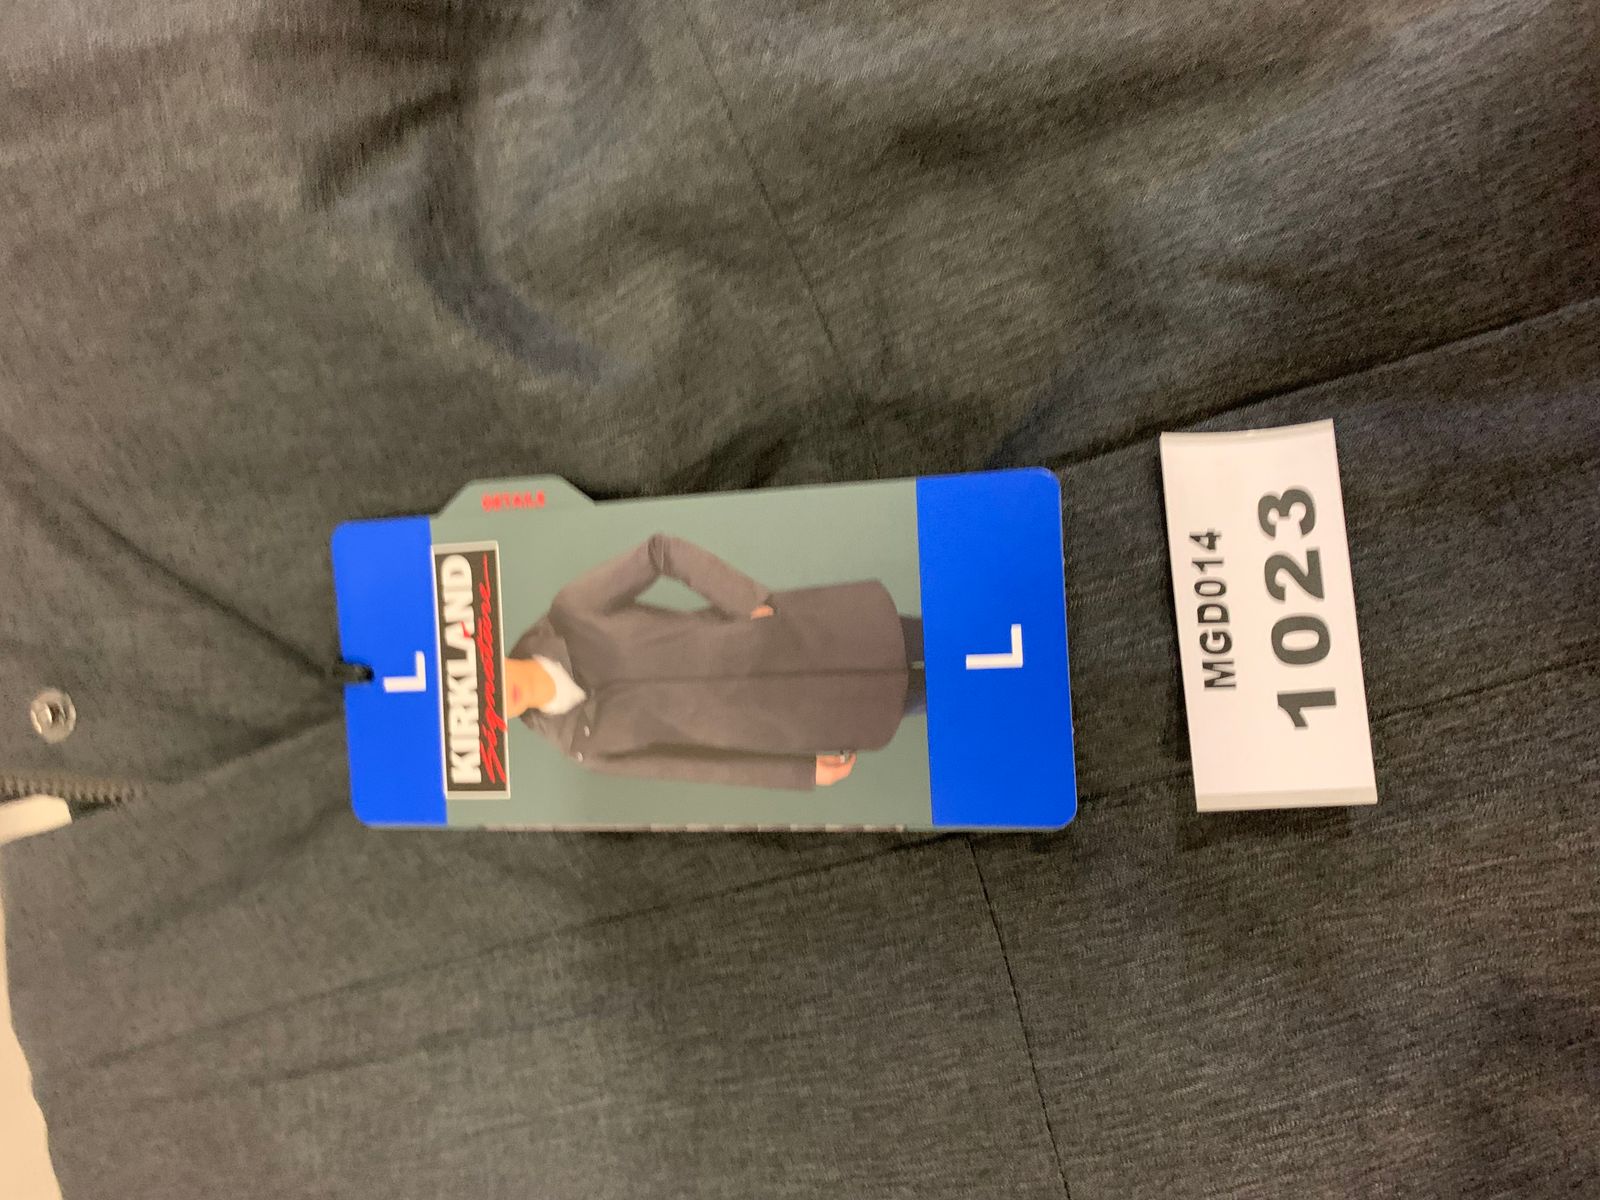 L
KIRKLAND
Signature
DETAILS
L
MGD014
1023